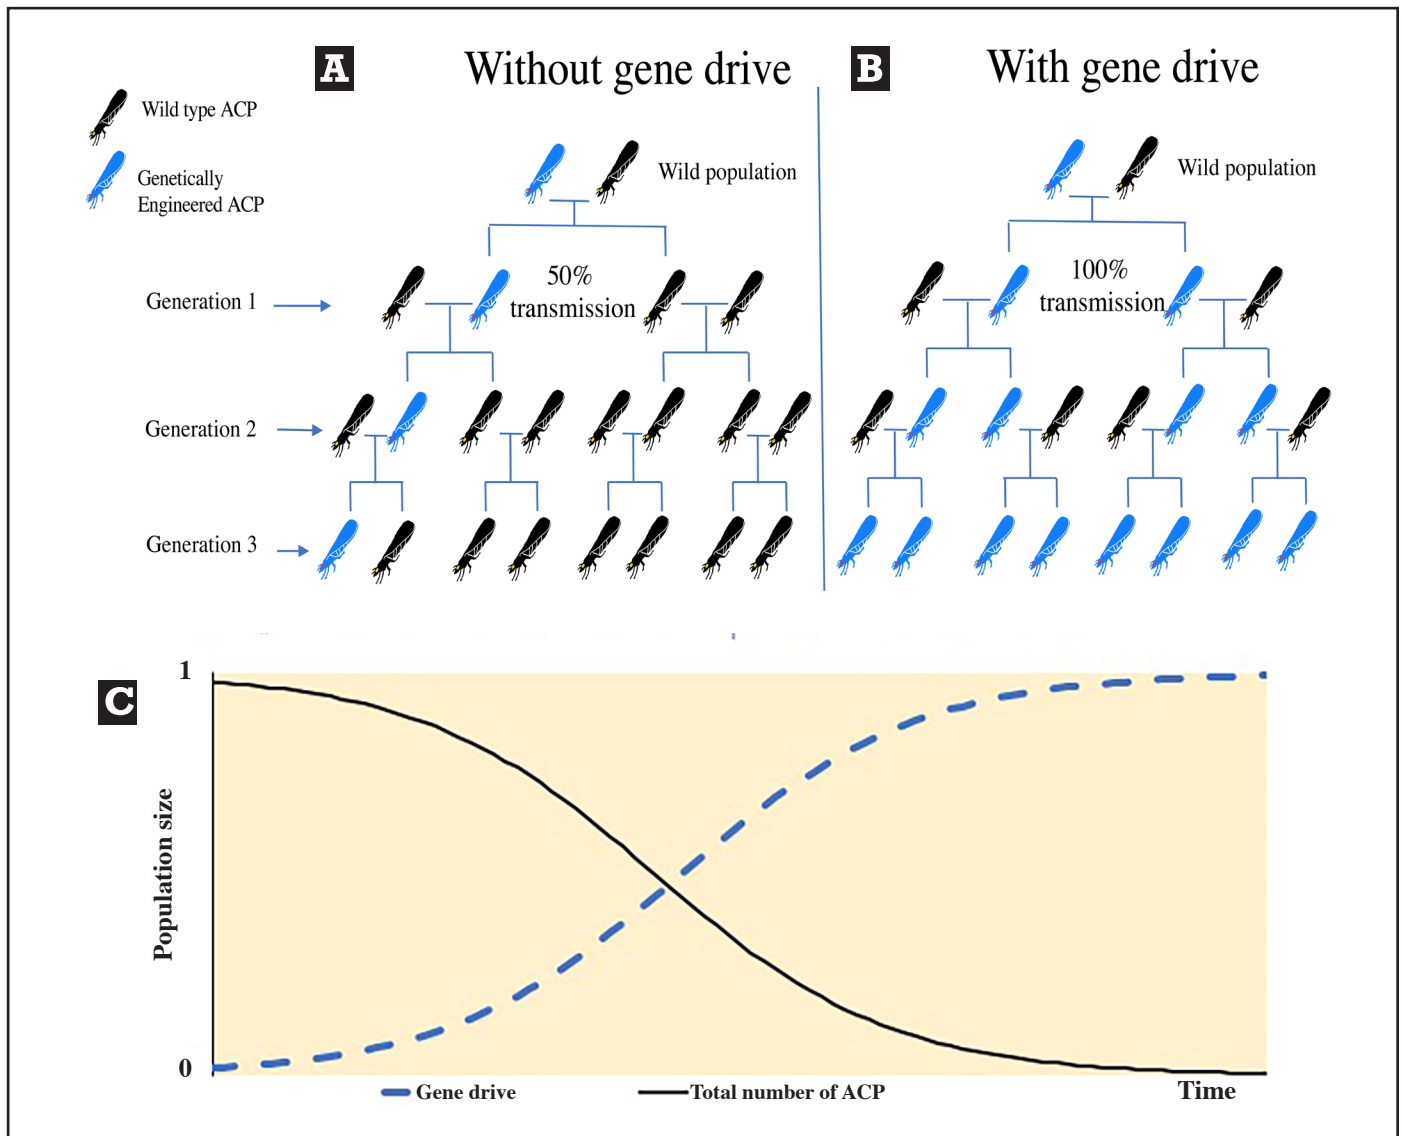 A
Without gene drive
B
With gene drive
Wild type ACP
Genetically
Engineered ACP
Wild population
Wild population
Generation 1
50%
transmission
100%
transmission
Generation 2
Generation 3
C
1
Population size
0
Gene drive
Total number of ACP
Time